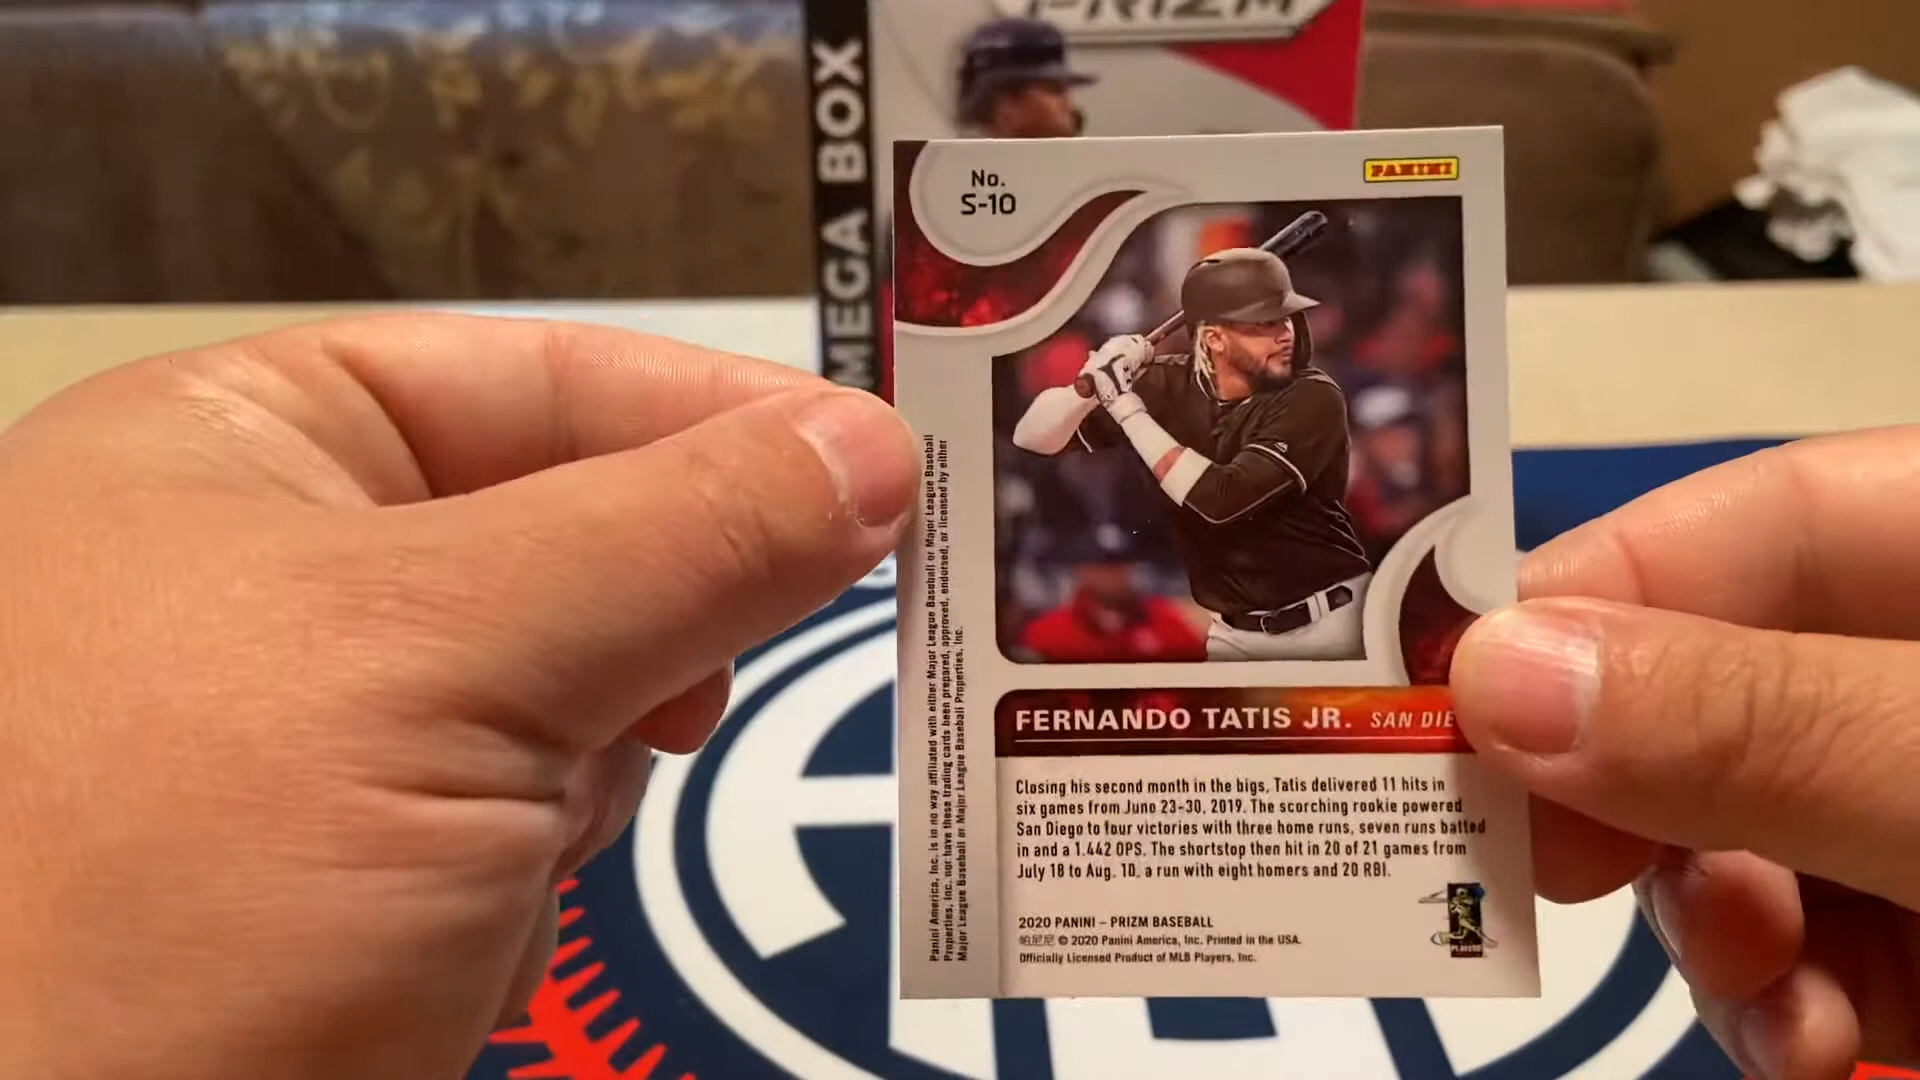 PRIZM
MEGA BOX
No.
S-10
PANINI
FERNANDO TATIS JR. SAN DIE
Closing his second month in the bigs, Tatis delivered 11 hits in
six games from June 23-30, 2019. The scorching rookie powered
San Diego to four victories with three home runs, seven runs batted
in and a 1.442 OPS. The shortstop then hit in 20 of 21 games from
July 18 to Aug. 10, a run with eight homers and 20 RBI.
2020 PANINI – PRIZM BASEBALL
帕尼尼 © 2020 Panini America, Inc. Printed in the USA.
Officially Licensed Product of MLB Players, Inc.
PLAYERS
Panini America, Inc. is in no way affiliated with either Major League Baseball or Major League Baseball
Properties, Inc. nor have these trading cards been prepared, approved, endorsed, or licensed by either
Major League Baseball or Major League Baseball Properties, Inc.